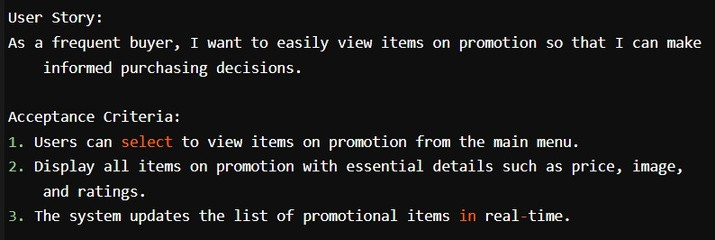 User Story:
As a frequent buyer, I want to easily view items on promotion so that I can make
informed purchasing decisions.
Acceptance Criteria:
1. Users can select to view items on promotion from the main menu.
2. Display all items on promotion with essential details such as price, image,
and ratings.
3. The system updates the list of promotional items in real-time.